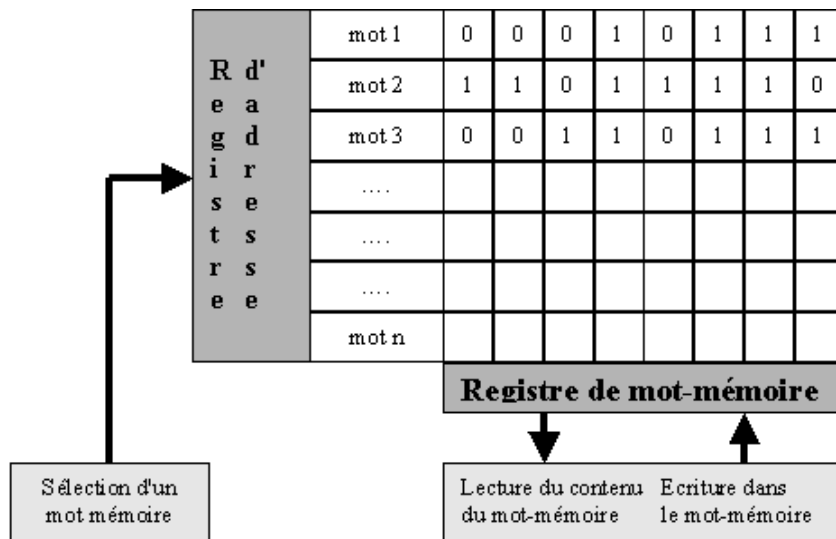 Registre d'adresse
mot 1 0 0 0 1 0 1 1 1
mot 2 1 1 0 1 1 1 1 0
mot 3 0 0 1 1 0 1 1 1
....
....
....
mot n
Registre de mot-mémoire
Sélection d'un
mot mémoire
Lecture du contenu
du mot-mémoire
Ecriture dans
le mot-mémoire